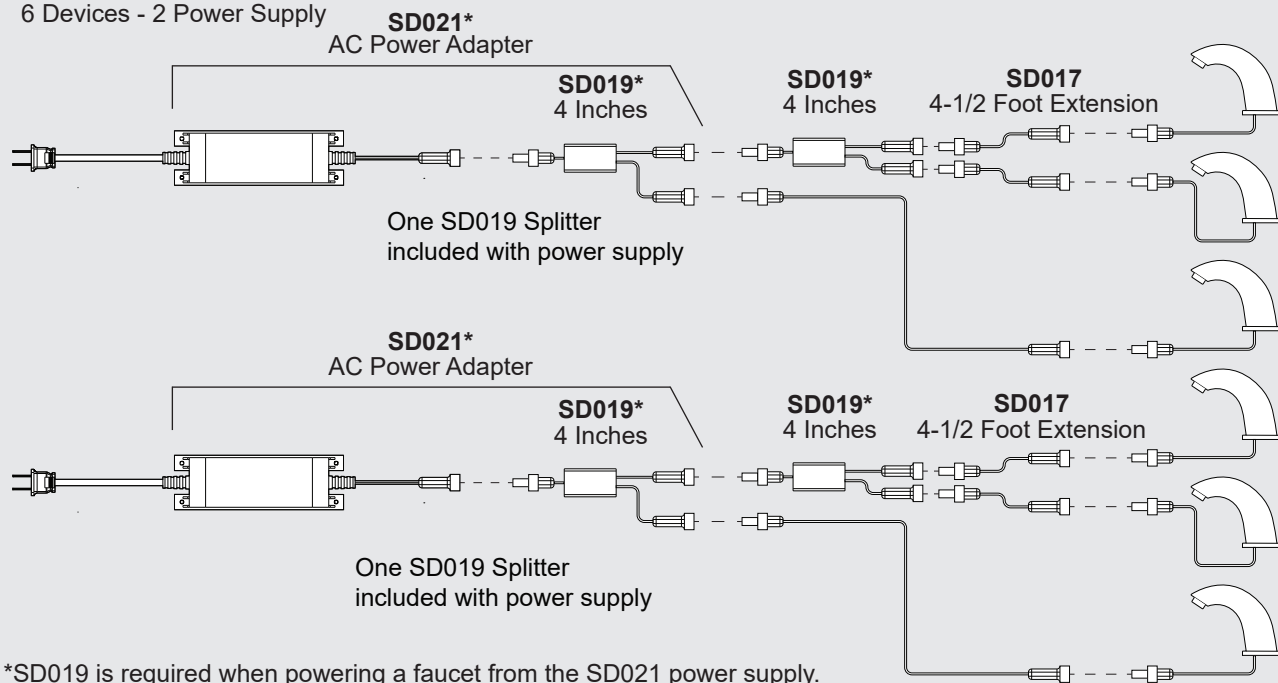 6 Devices - 2 Power Supply
SD021*
AC Power Adapter
SD019*
4 Inches
SD019*
4 Inches
SD017
4-1/2 Foot Extension
One SD019 Splitter
included with power supply
SD021*
AC Power Adapter
SD019*
4 Inches
SD019*
4 Inches
SD017
4-1/2 Foot Extension
One SD019 Splitter
included with power supply
*SD019 is required when powering a faucet from the SD021 power supply.